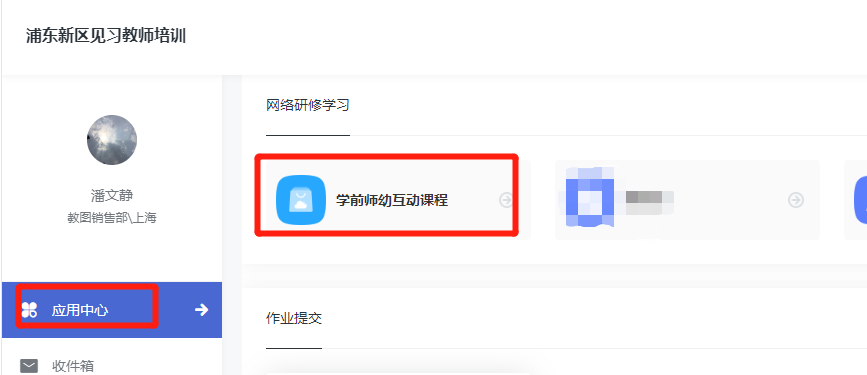 浦东新区见习教师培训
潘文静
教图销售部\上海
应用中心
收件箱
网络研修学习
学前师幼互动课程
作业提交